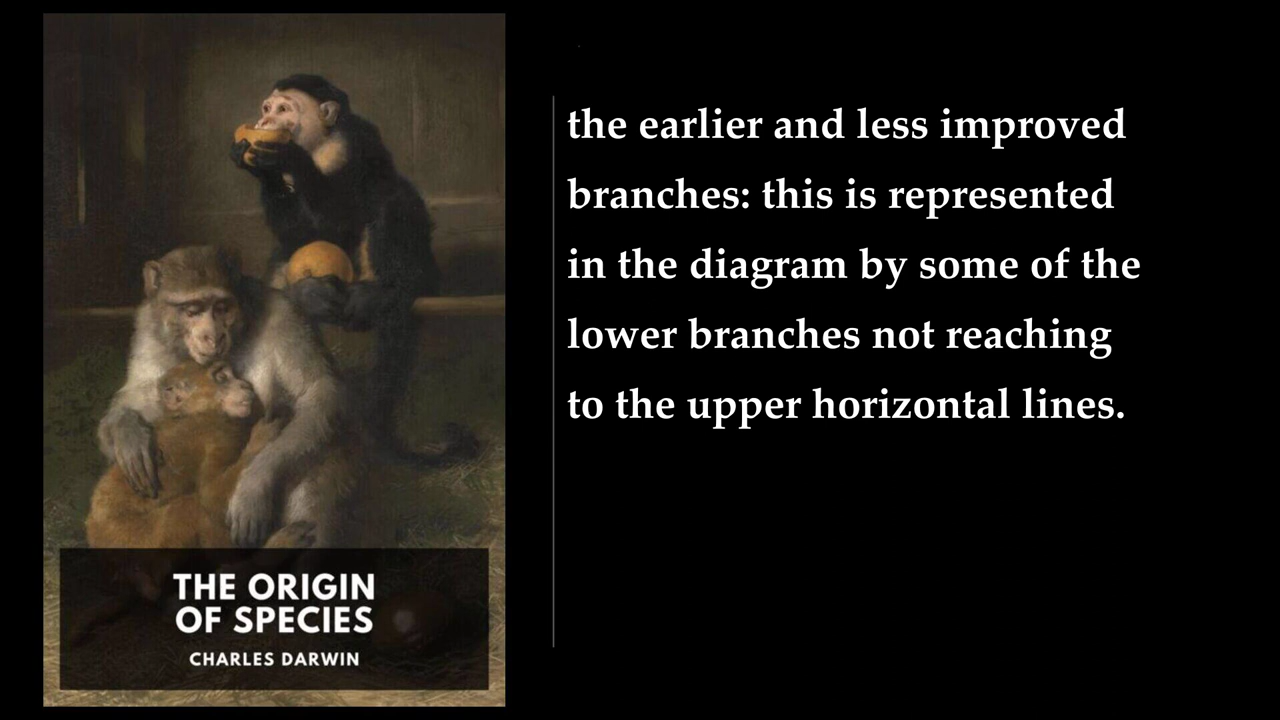 the earlier and less improved
branches: this is represented
in the diagram by some of the
lower branches not reaching
to the upper horizontal lines.
THE ORIGIN
OF SPECIES
CHARLES DARWIN